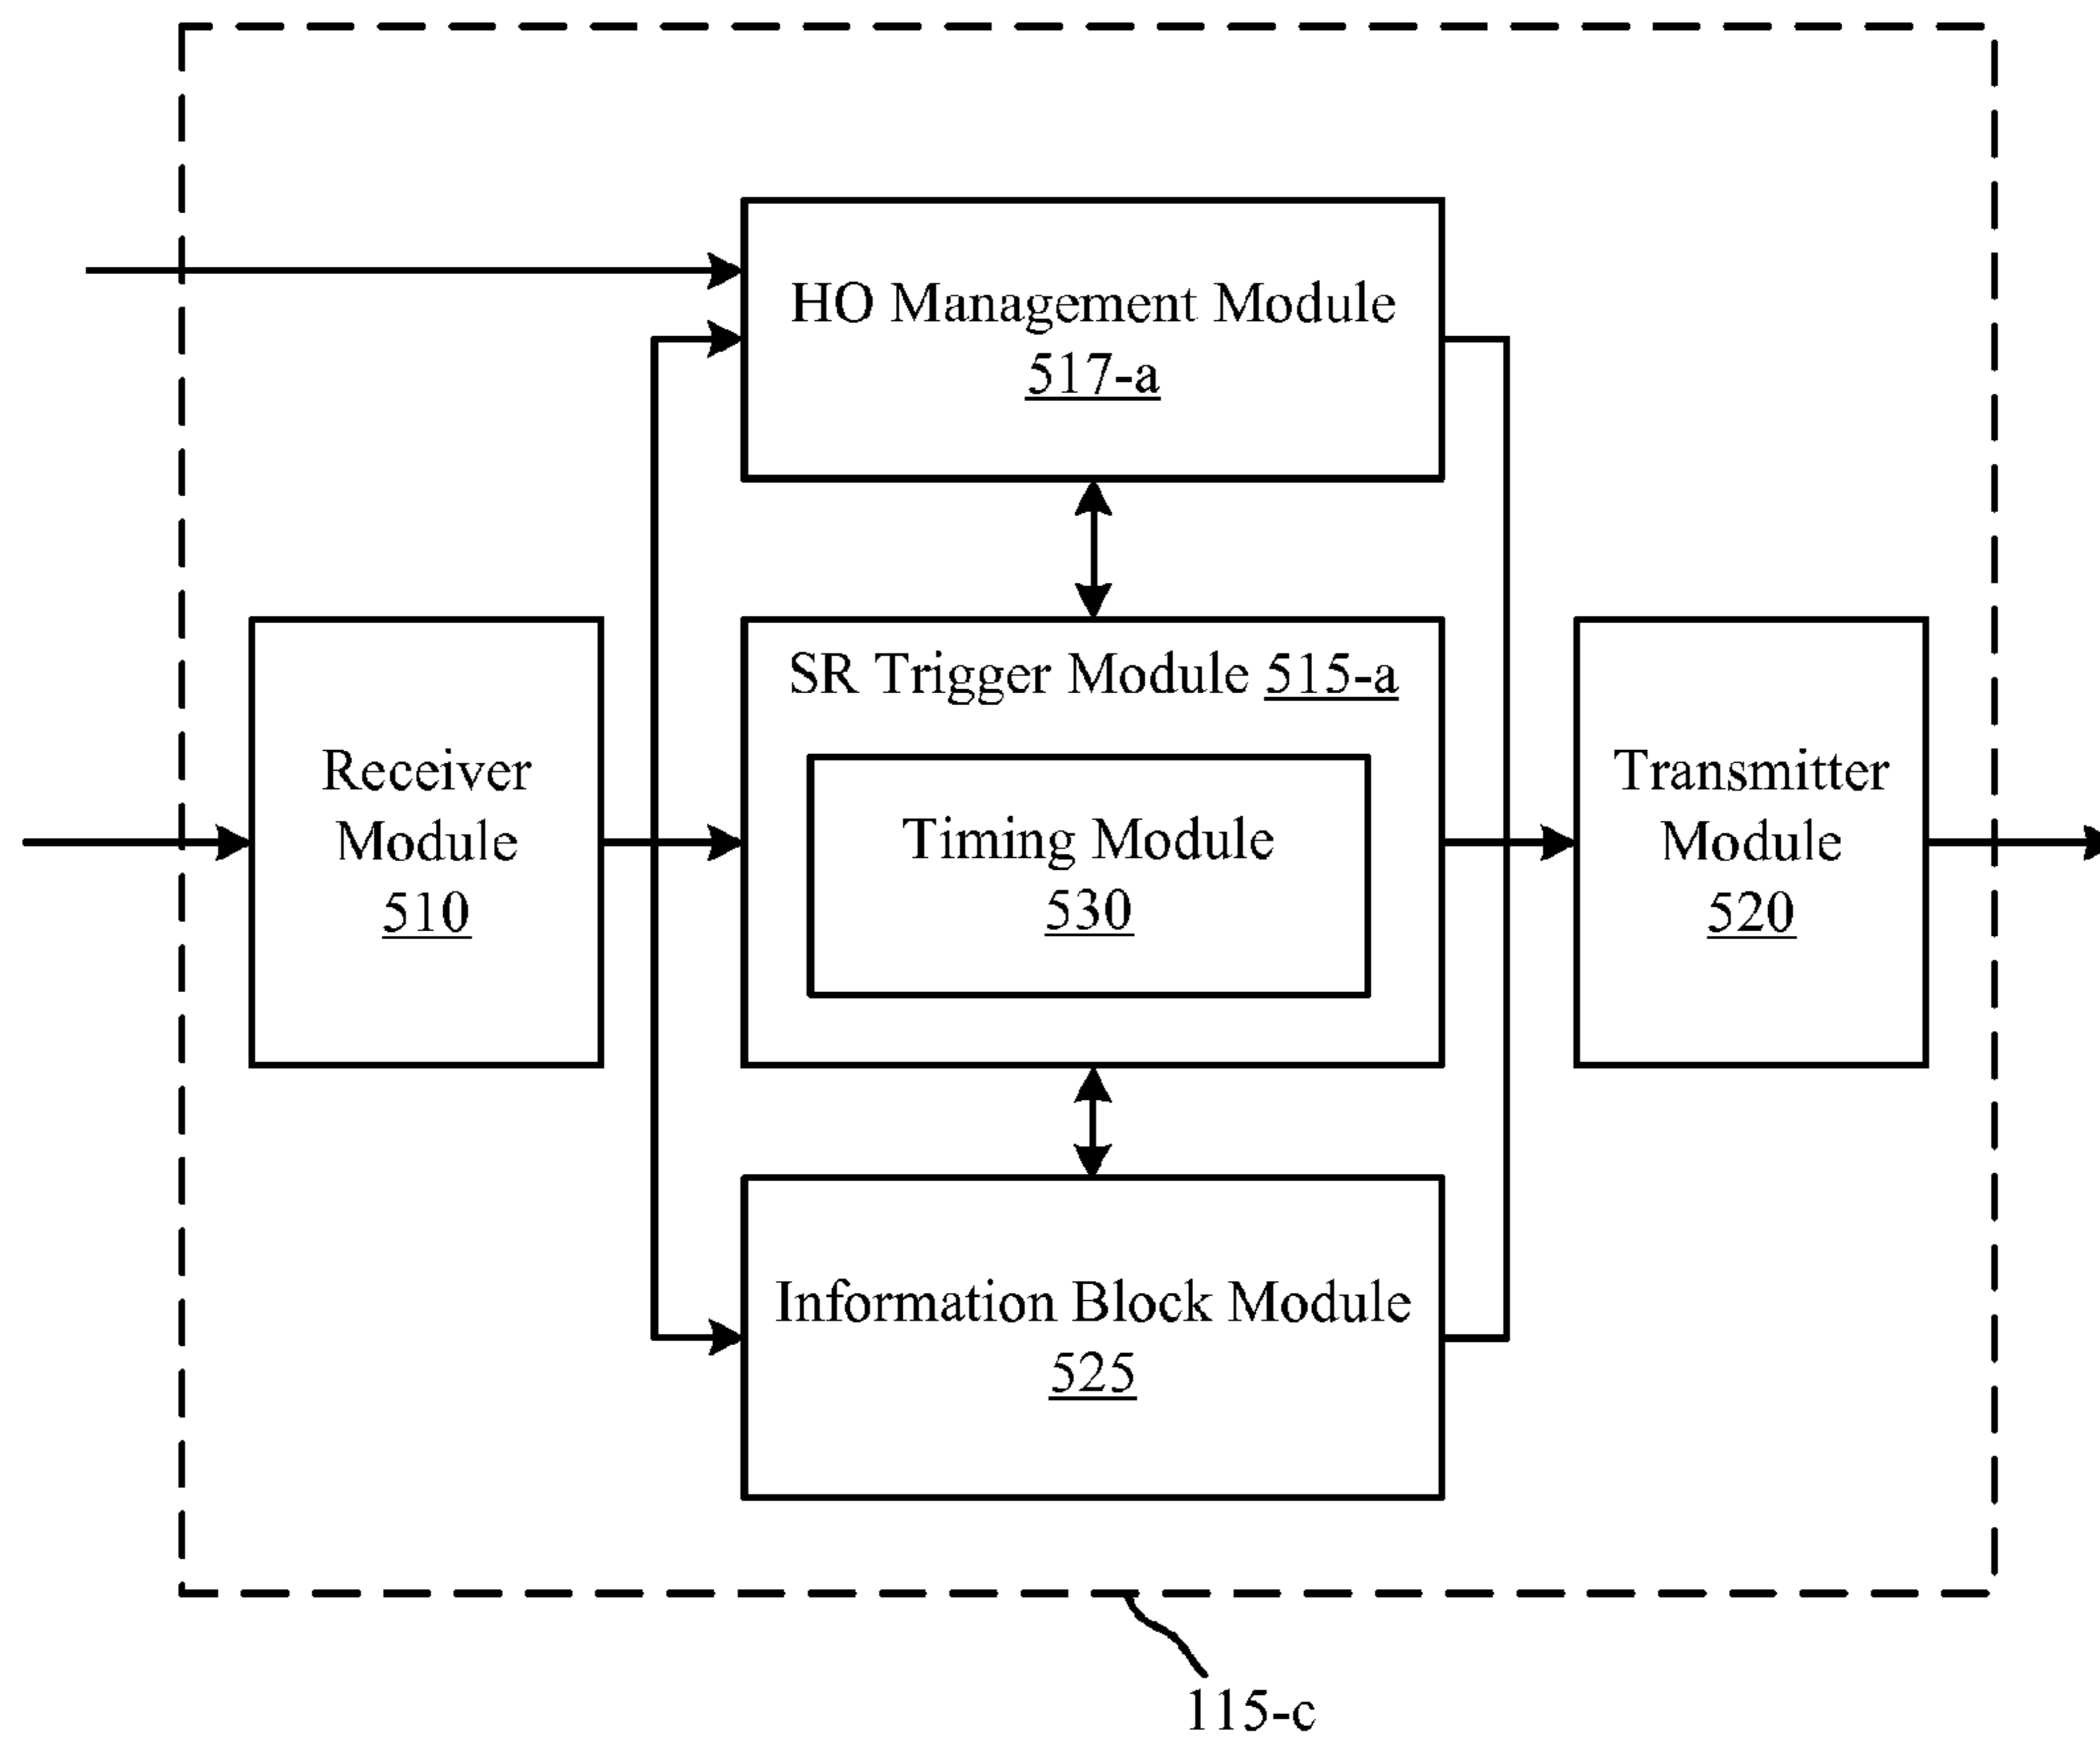 HO Management Module
517-a
SR Trigger Module 515-a
Receiver
Module
510
Timing Module
530
Transmitter
Module
520
Information Block Module
525
115-c